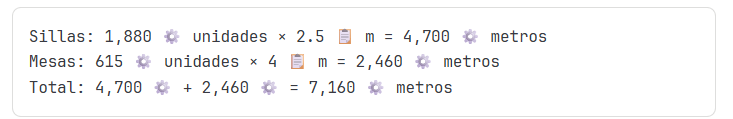 Sillas: 1,880 ⚙️ unidades × 2.5 📋 m = 4,700 ⚙️ metros
Mesas: 615 ⚙️ unidades × 4 📋 m = 2,460 ⚙️ metros
Total: 4,700 ⚙️ + 2,460 ⚙️ = 7,160 ⚙️ metros